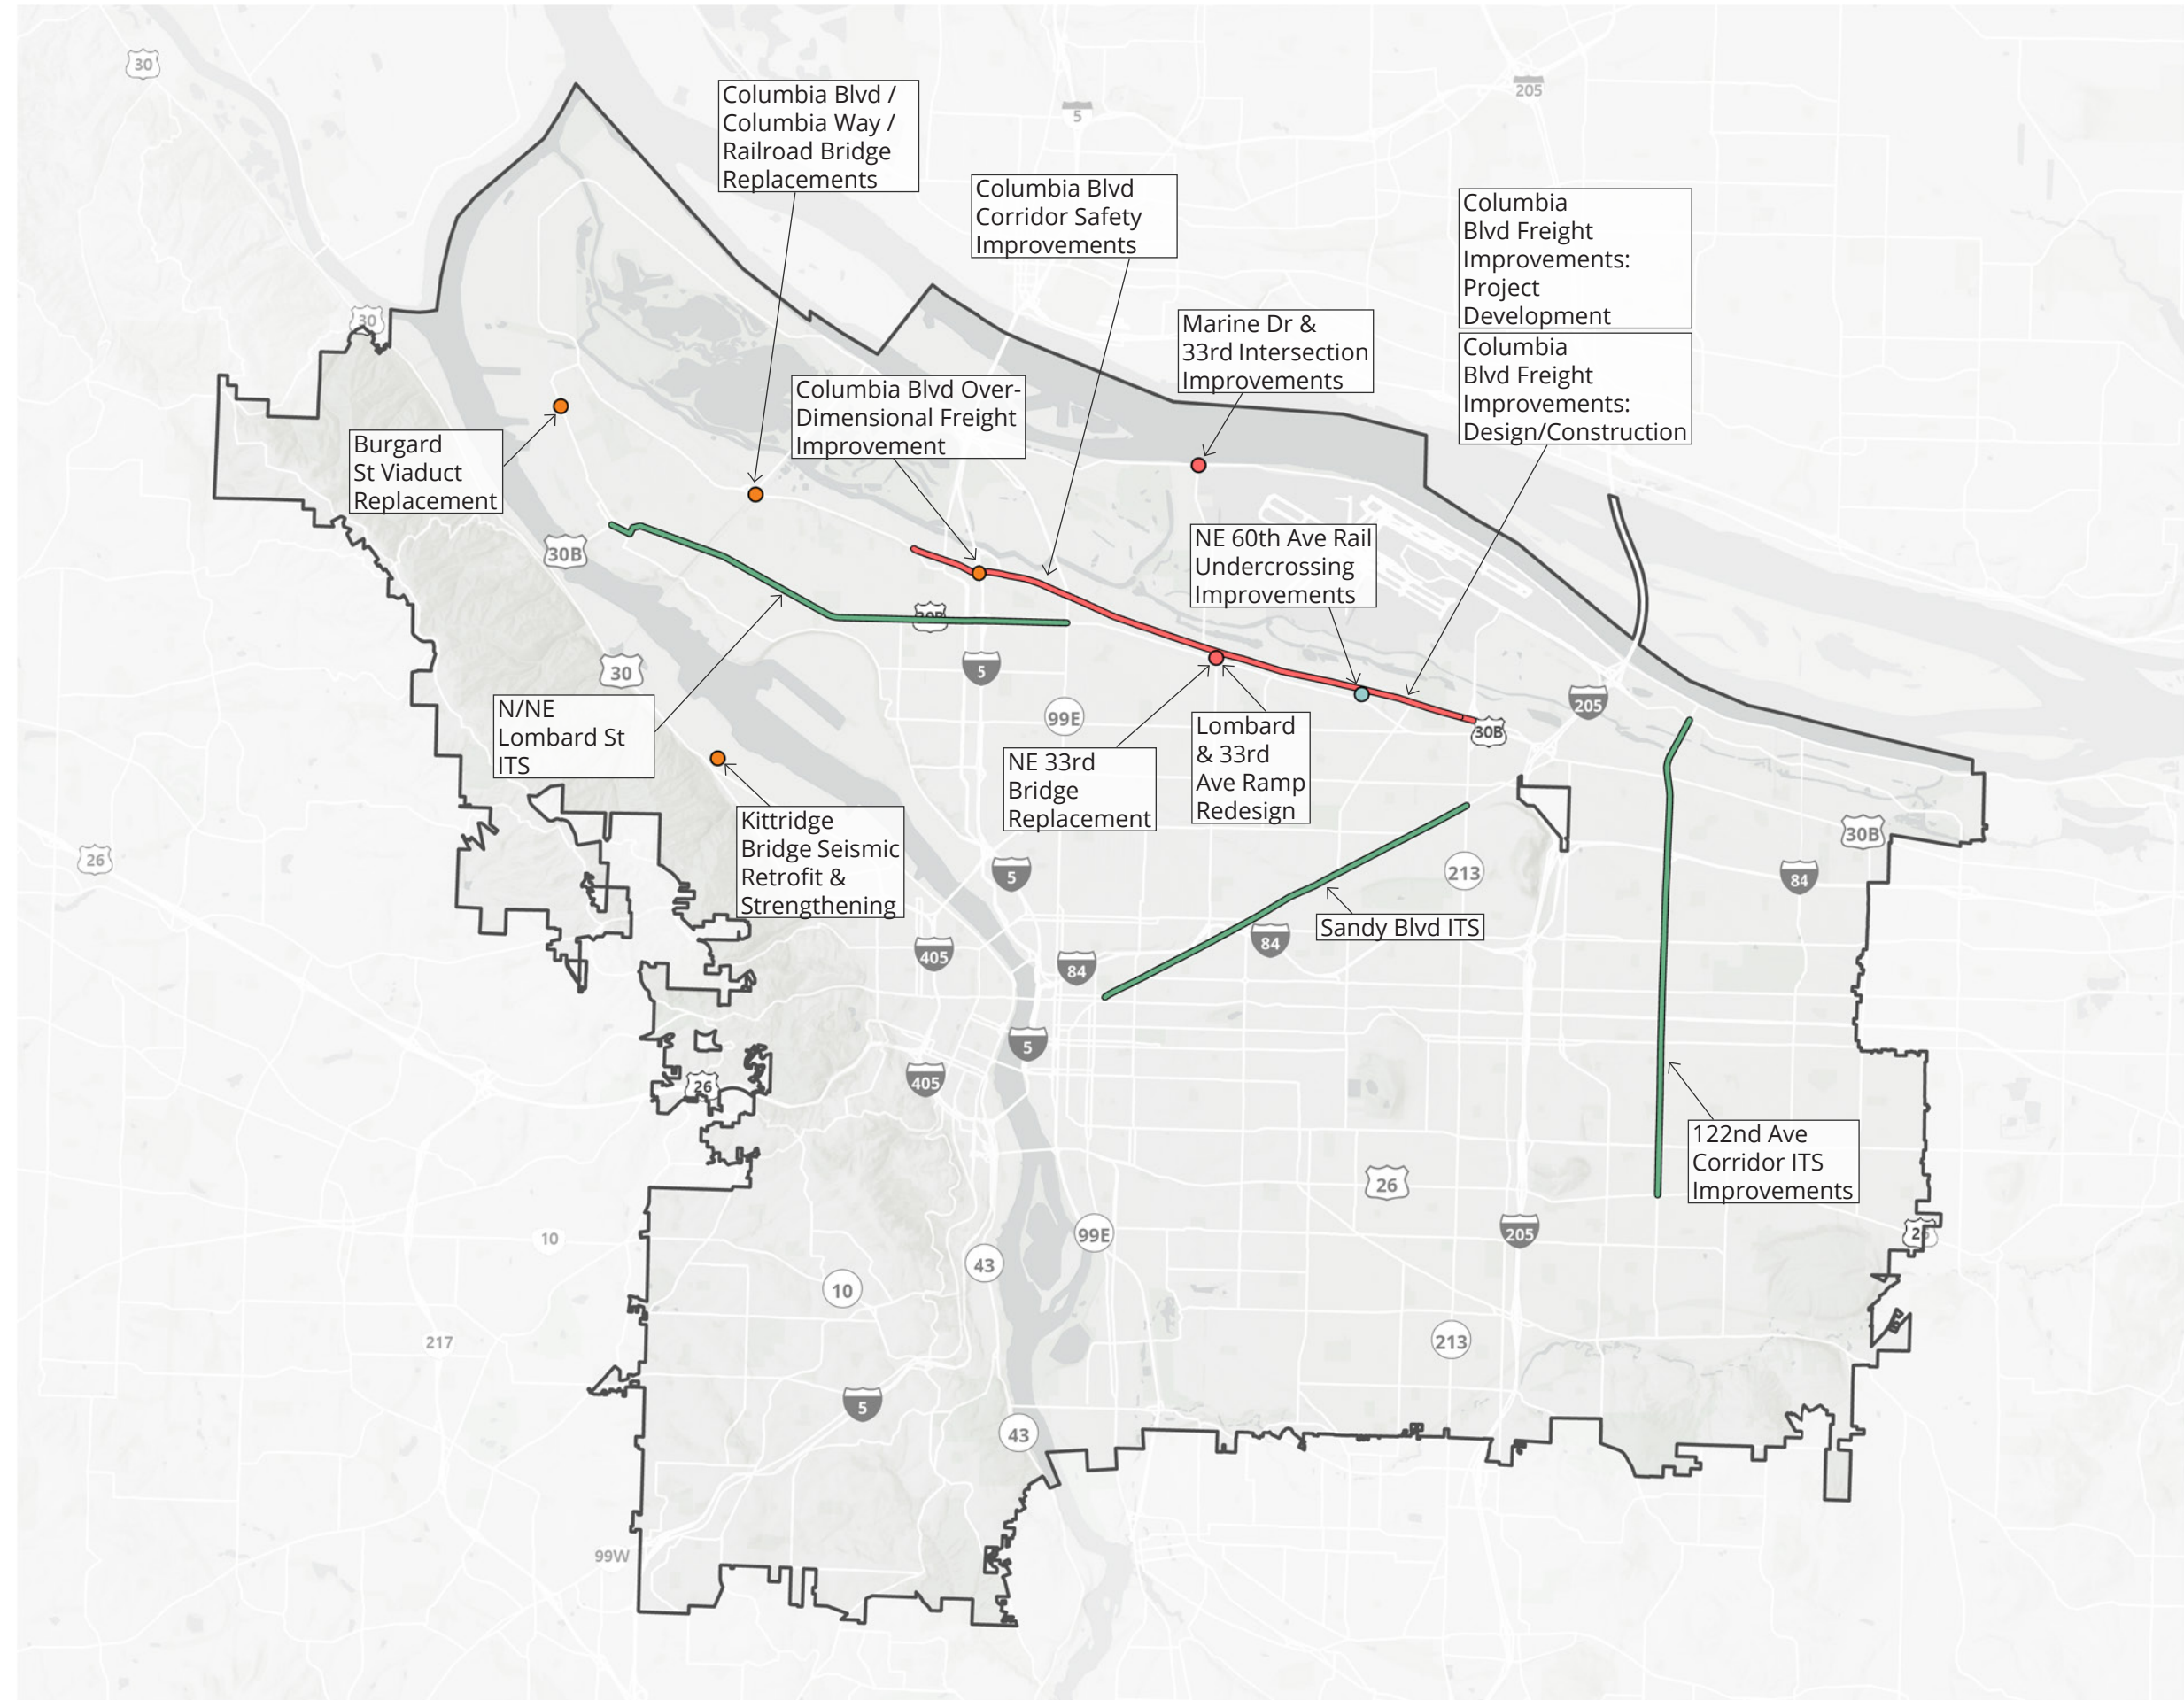 30
205
5
Columbia Blvd /
Columbia Way /
Railroad Bridge
Replacements
Columbia Blvd
Corridor Safety
Improvements
Columbia
Blvd Freight
Improvements:
Project
Development
Columbia
Blvd Freight
Improvements:
Design/Construction
Marine Dr &
33rd Intersection
Improvements
30
Columbia Blvd Over-
Dimensional Freight
Improvement
Burgard
St Viaduct
Replacement
NE 60th Ave Rail
Undercrossing
Improvements
30B
30B
30
5
205
99E
30B
N/NE
Lombard St
ITS
NE 33rd
Bridge
Replacement
Lombard
& 33rd
Ave Ramp
Redesign
Kittridge
Bridge Seismic
Retrofit &
Strengthening
26
5
213
84
30B
Sandy Blvd ITS
405
84
84
5
405
26
122nd Ave
Corridor ITS
Improvements
26
10
99E
205
43
10
217
213
5
43
99W